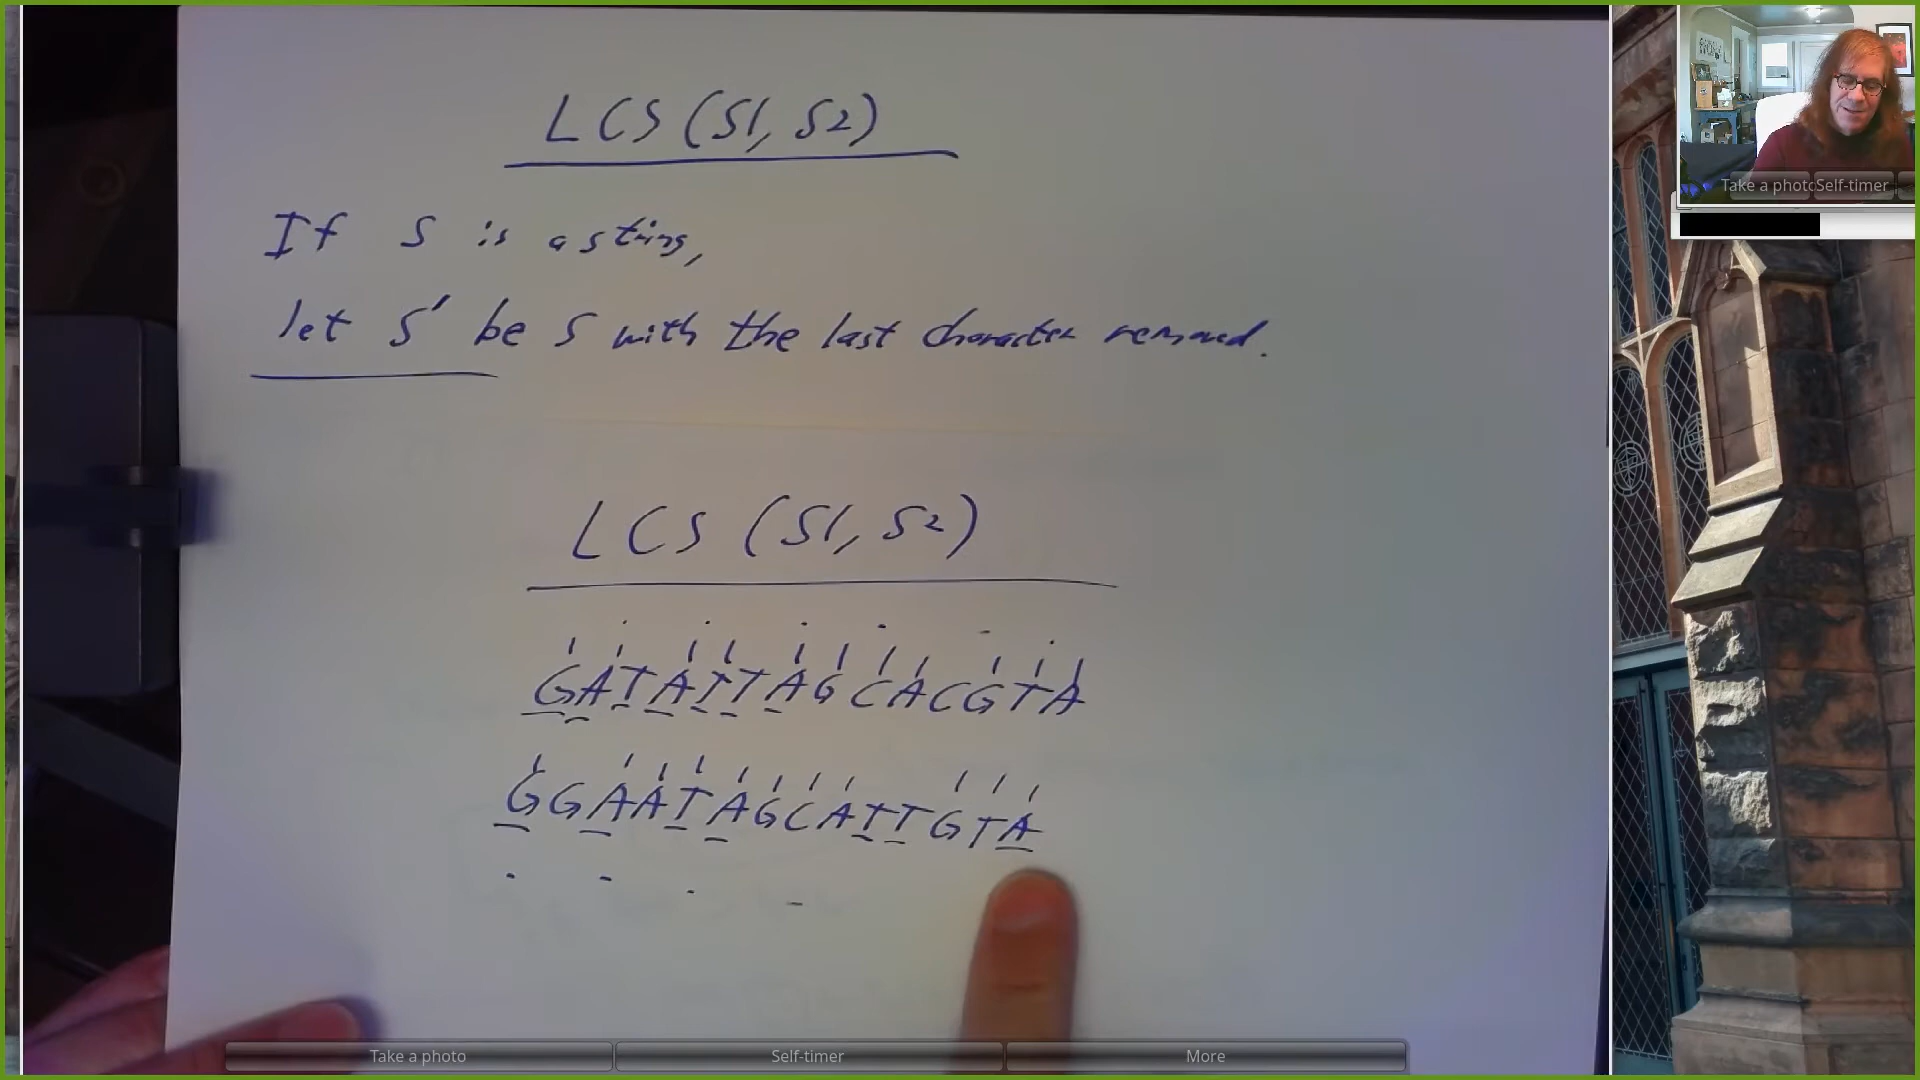 LCS(S1, S2)
If S is a string,
let S' be S with the last character removed.
LCS (S1, S2)
GATATTAGCACGTA
GGAATAGCATTGTA
Take a photo Self-timer More
Take a photo Self-timer